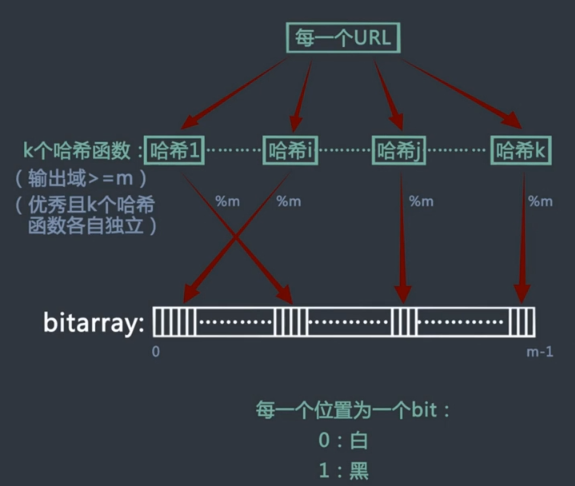 每一个URL
k个哈希函数：哈希1………哈希i………哈希j………哈希k
（输出域>=m）
（优秀且k个哈希
函数各自独立）
%m %m %m %m
bitarray:
0 m-1
每一个位置为一个bit：
0：白
1：黑